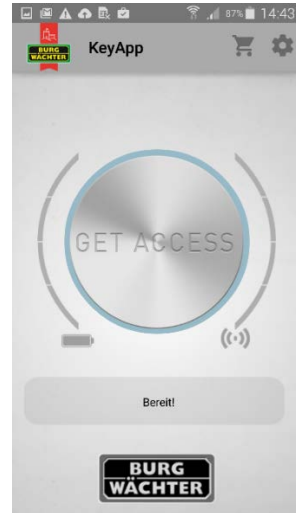 87% 14:43
BURG
WÄCHTER
KeyApp
GET ACCESS
Bereit!
BURG
WÄCHTER